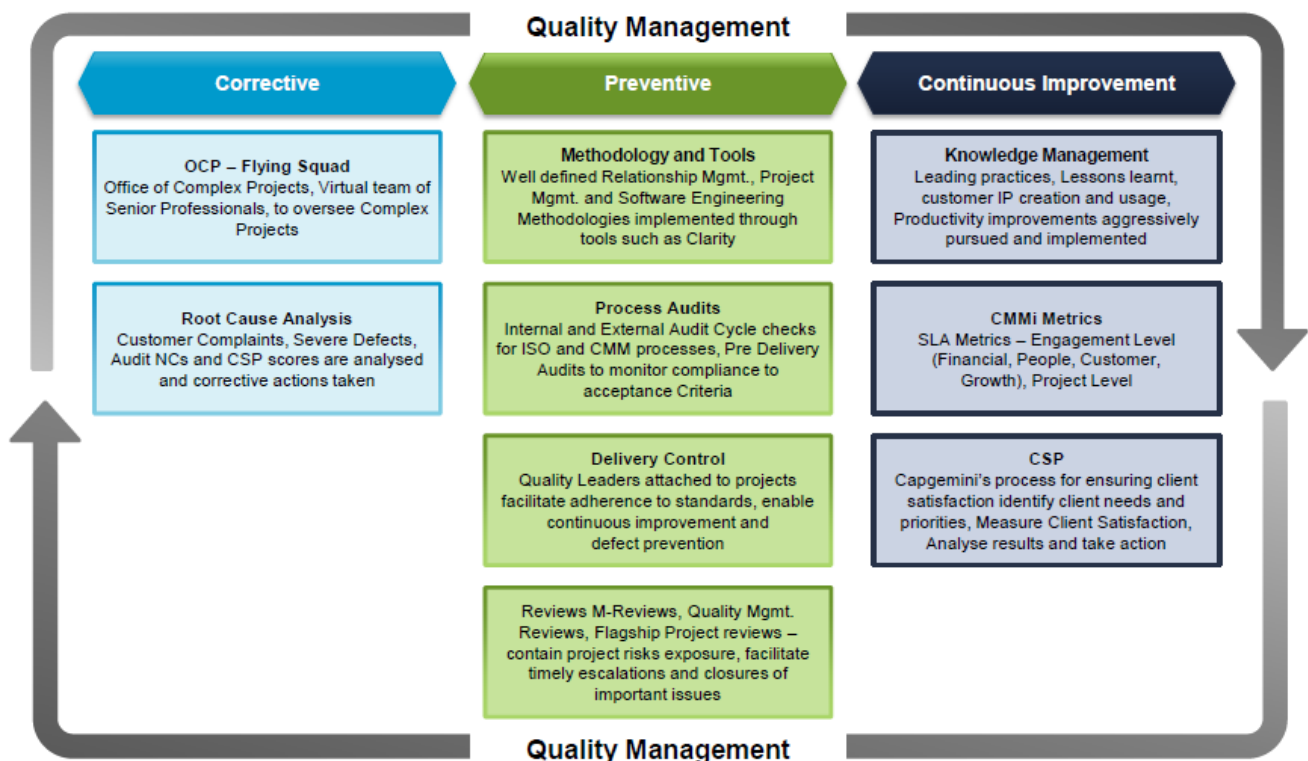 Quality Management
Corrective
Preventive
Continuous Improvement
OCP – Flying Squad
Office of Complex Projects, Virtual team of
Senior Professionals, to oversee Complex
Projects
Root Cause Analysis
Customer Complaints, Severe Defects,
Audit NCs and CSP scores are analysed
and corrective actions taken
Methodology and Tools
Well defined Relationship Mgmt., Project
Mgmt. and Software Engineering
Methodologies implemented through
tools such as Clarity
Process Audits
Internal and External Audit Cycle checks
for ISO and CMM processes, Pre Delivery
Audits to monitor compliance to
acceptance Criteria
Delivery Control
Quality Leaders attached to projects
facilitate adherence to standards, enable
continuous improvement and
defect prevention
Reviews M-Reviews, Quality Mgmt.
Reviews, Flagship Project reviews –
contain project risks exposure, facilitate
timely escalations and closures of
important issues
Knowledge Management
Leading practices, Lessons learnt,
customer IP creation and usage,
Productivity improvements aggressively
pursued and implemented
CMMi Metrics
SLA Metrics – Engagement Level
(Financial, People, Customer,
Growth), Project Level
CSP
Capgemini's process for ensuring client
satisfaction identify client needs and
priorities, Measure Client Satisfaction,
Analyse results and take action
Quality Management